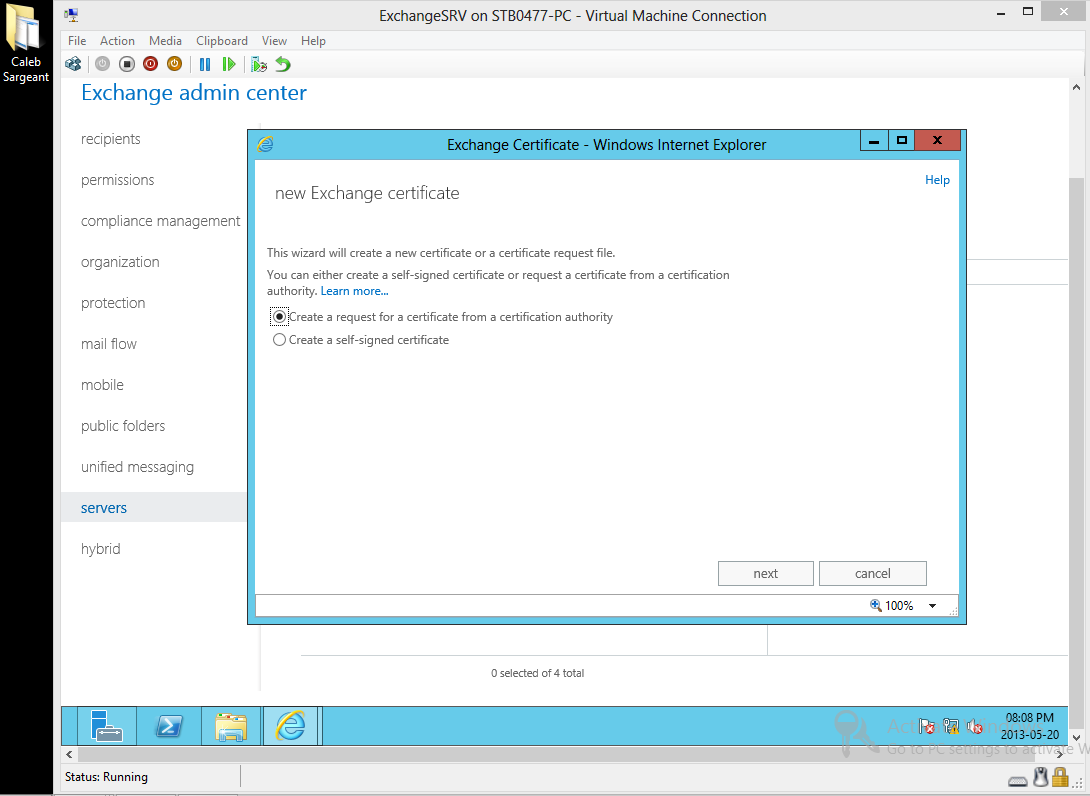 Caleb
Sargeant
ExchangeSRV on STB0477-PC - Virtual Machine Connection
File Action Media Clipboard View Help
Exchange admin center
recipients
permissions
compliance management
organization
protection
mail flow
mobile
public folders
unified messaging
servers
hybrid
Exchange Certificate - Windows Internet Explorer
Help
new Exchange certificate
This wizard will create a new certificate or a certificate request file.
You can either create a self-signed certificate or request a certificate from a certification
authority. Learn more...
Create a request for a certificate from a certification authority
Create a self-signed certificate
next
cancel
100%
0 selected of 4 total
08:08 PM
2013-05-20
Go to PC settings to activate W
Status: Running